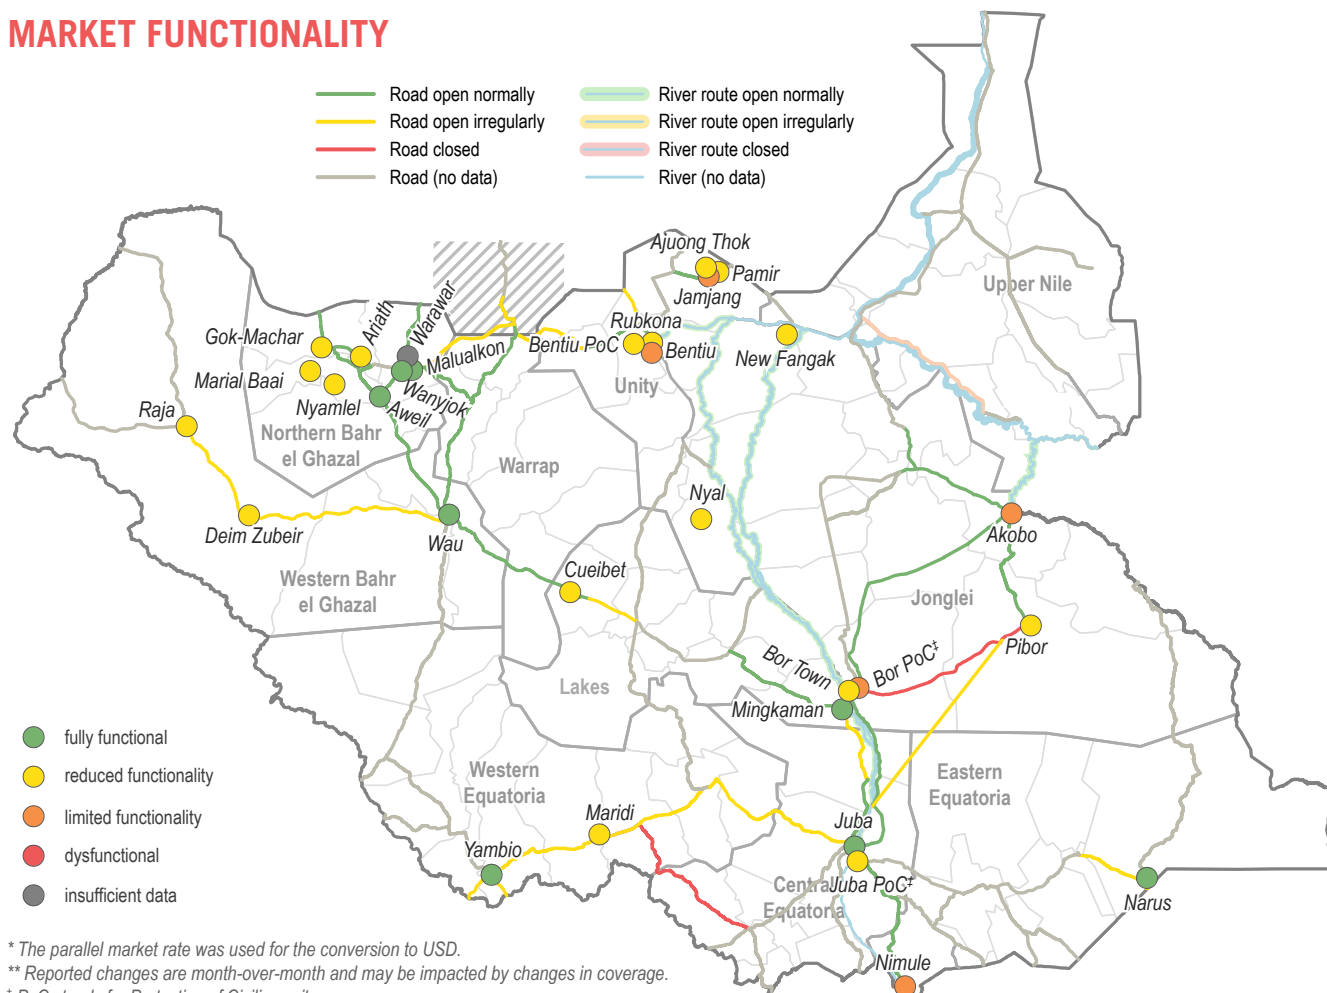 MARKET FUNCTIONALITY
Road open normally
Road open irregularly
Road closed
Road (no data)
River route open normally
River route open irregularly
River route closed
River (no data)
Ajuong Thok
Pamir
Jamjang
Upper Nile
Warawar
Ariath
Gok-Machar
Rubkona
Malualkon
Bentiu PoC
Bentiu
New Fangak
Marial Baai
Unity
Wanyjok
Nyamlel
Aweil
Raja
Northern Bahr
el Ghazal
Warrap
Nyal
Deim Zubeir
Wau
Akobo
Cueibet
Western Bahr
el Ghazal
Jonglei
Pibor
Bor Town
Bor PoC‡
Lakes
Mingkaman
fully functional
reduced functionality
limited functionality
dysfunctional
insufficient data
Western
Equatoria
Eastern
Equatoria
Maridi
Juba
Yambio
Central
Equatoria
Juba PoC‡
Narus
Nimule
* The parallel market rate was used for the conversion to USD.
** Reported changes are month-over-month and may be impacted by changes in coverage.